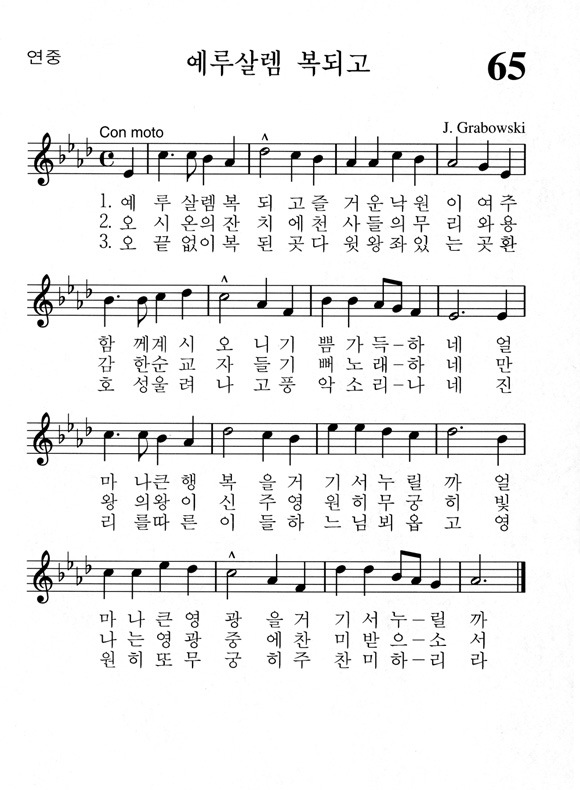 연중
예루살렘 복되고
65
Con moto
J. Grabowski
1. 예 루 살렘 복 되 고 즐 거 운 낙 원 이 여 주
2. 오 시 온의 잔 치 에 천 사 들 의 무 리 와 용
3. 오 끝 없이 복 된 곳 다 윗 왕 좌 있 는 곳 환
함 께 계 시 오 니 기 쁨 가 득-하 네 얼
감 한 순 교 자 들 기 뻐 노 래-하 네 만
호 성 울 려 나 고 풍 악 소 리-나 네 진
마 나 큰 행 복 을 거 기 서 누 릴 까 얼
왕 의 왕 이 신 주 영 원 히 무 궁 히 빛
리 를 따 른 이 들 하 느 님 뵈 옵 고 영
마 나 큰 영 광 을 거 기 서 누-릴 까
나 는 영 광 중 에 찬 미 받 으-소 서
원 히 또 무 궁 히 주 찬 미 하-리 라